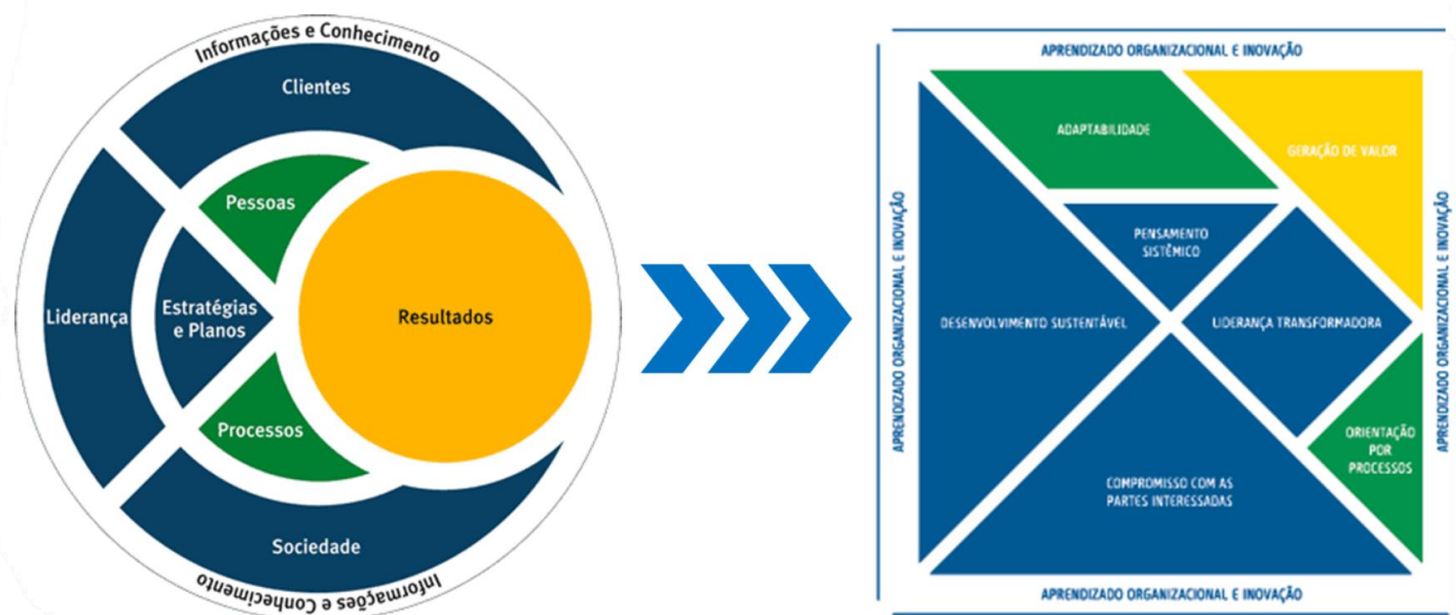 Informações e Conhecimento
Clientes
Pessoas
Liderança
Estratégias
e Planos
Resultados
Processos
Sociedade
Informações e Conhecimento
APRENDIZADO ORGANIZACIONAL E INOVAÇÃO
ADAPTABILIDADE
GERAÇÃO DE VALOR
APRENDIZADO ORGANIZACIONAL E INOVAÇÃO
PENSAMENTO
SISTÊMICO
DESENVOLVIMENTO SUSTENTÁVEL
LIDERANÇA TRANSFORMADORA
APRENDIZADO ORGANIZACIONAL E INOVAÇÃO
ORIENTAÇÃO
POR
PROCESSOS
COMPROMISSO COM AS
PARTES INTERESSADAS
APRENDIZADO ORGANIZACIONAL E INOVAÇÃO